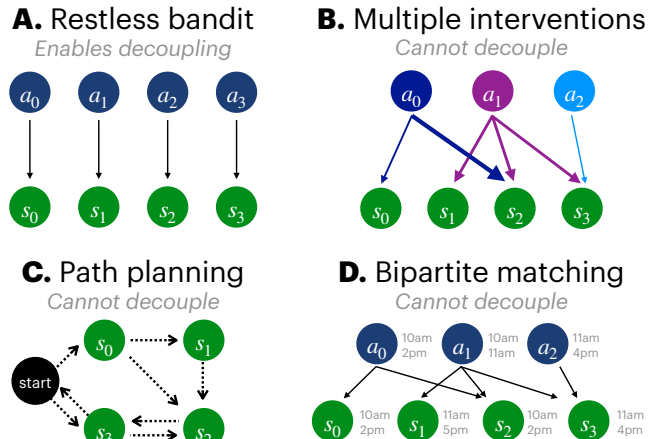 A. Restless bandit
Enables decoupling
a0 a1 a2 a3
s0 s1 s2 s3
B. Multiple interventions
Cannot decouple
a0 a1 a2
s0 s1 s2 s3
C. Path planning
Cannot decouple
s0 s1
start
s3 s2
D. Bipartite matching
Cannot decouple
a0 10am 2pm a1 10am 11am a2 11am 4pm
s0 10am 2pm s1 11am 5pm s2 10am 2pm s3 11am 4pm